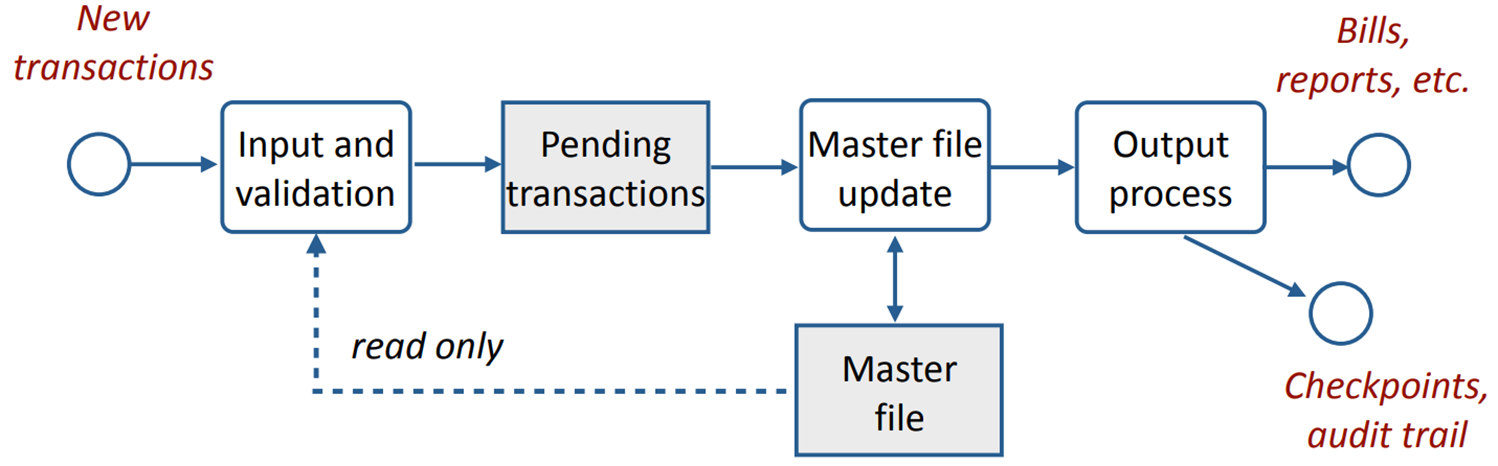 New
transactions
Input and
validation
Pending
transactions
Master file
update
Output
process
Bills,
reports, etc.
read only
Master
file
Checkpoints,
audit trail